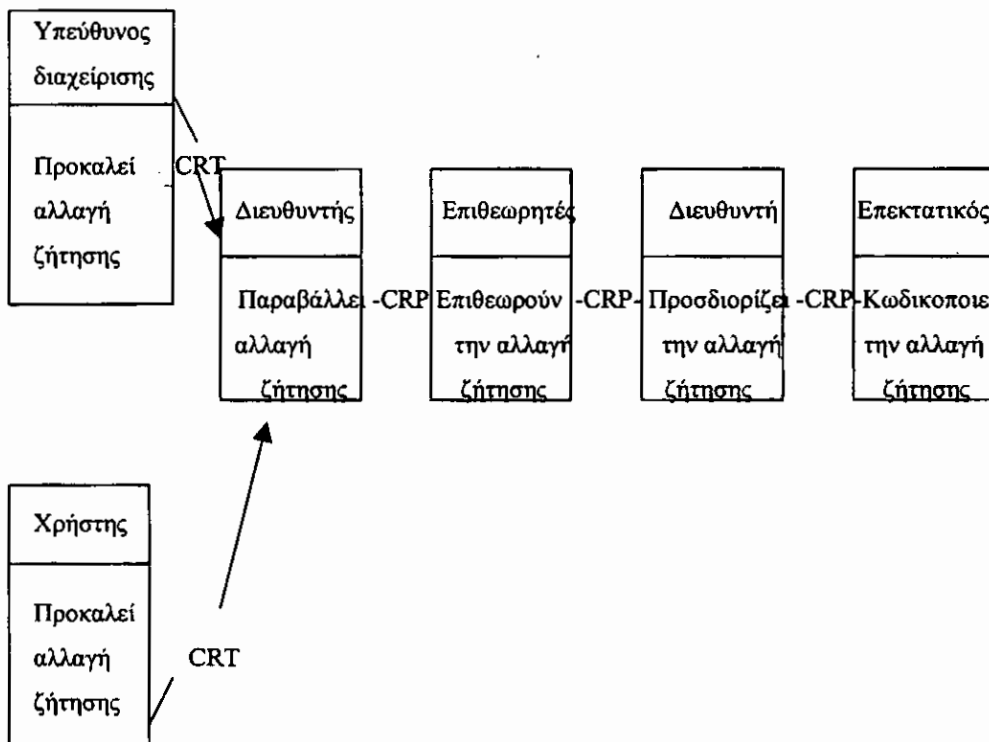 Υπεύθυνος
διαχείρισης
Προκαλεί
αλλαγή
ζήτησης
CRT
Διευθυντής
Παραβάλλει
αλλαγή
ζήτησης
-CRP
Επιθεωρητές
Επιθεωρούν
την αλλαγή
ζήτησης
-CRP-
Διευθυντή
Προσδιορίζει
την αλλαγή
ζήτησης
-CRP-
Επεκτατικός
Κωδικοποιε
την αλλαγή
ζήτησης
Χρήστης
Προκαλεί
αλλαγή
ζήτησης
CRT